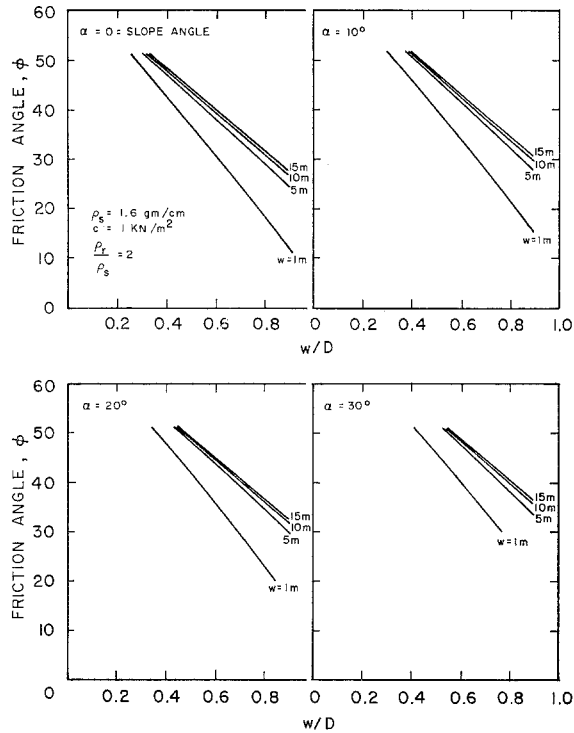 60
50
40
30
20
10
0
FRICTION ANGLE, ϕ
α = 0 = SLOPE ANGLE
15m
10m
5m
w=1m
ρs = 1.6 gm/cm
c = 1 KN/m²
ρr/ρs = 2
0.2 0.4 0.6 0.8
α = 10°
15m
10m
5m
w=1m
0 0.2 0.4 0.6 0.8 1.0
w/D
60
50
40
30
20
10
0
FRICTION ANGLE, ϕ
α = 20°
15m
10m
5m
w=1m
0.2 0.4 0.6 0.8
α = 30°
15m
10m
5m
w=1m
0 0.2 0.4 0.6 0.8 1.0
w/D